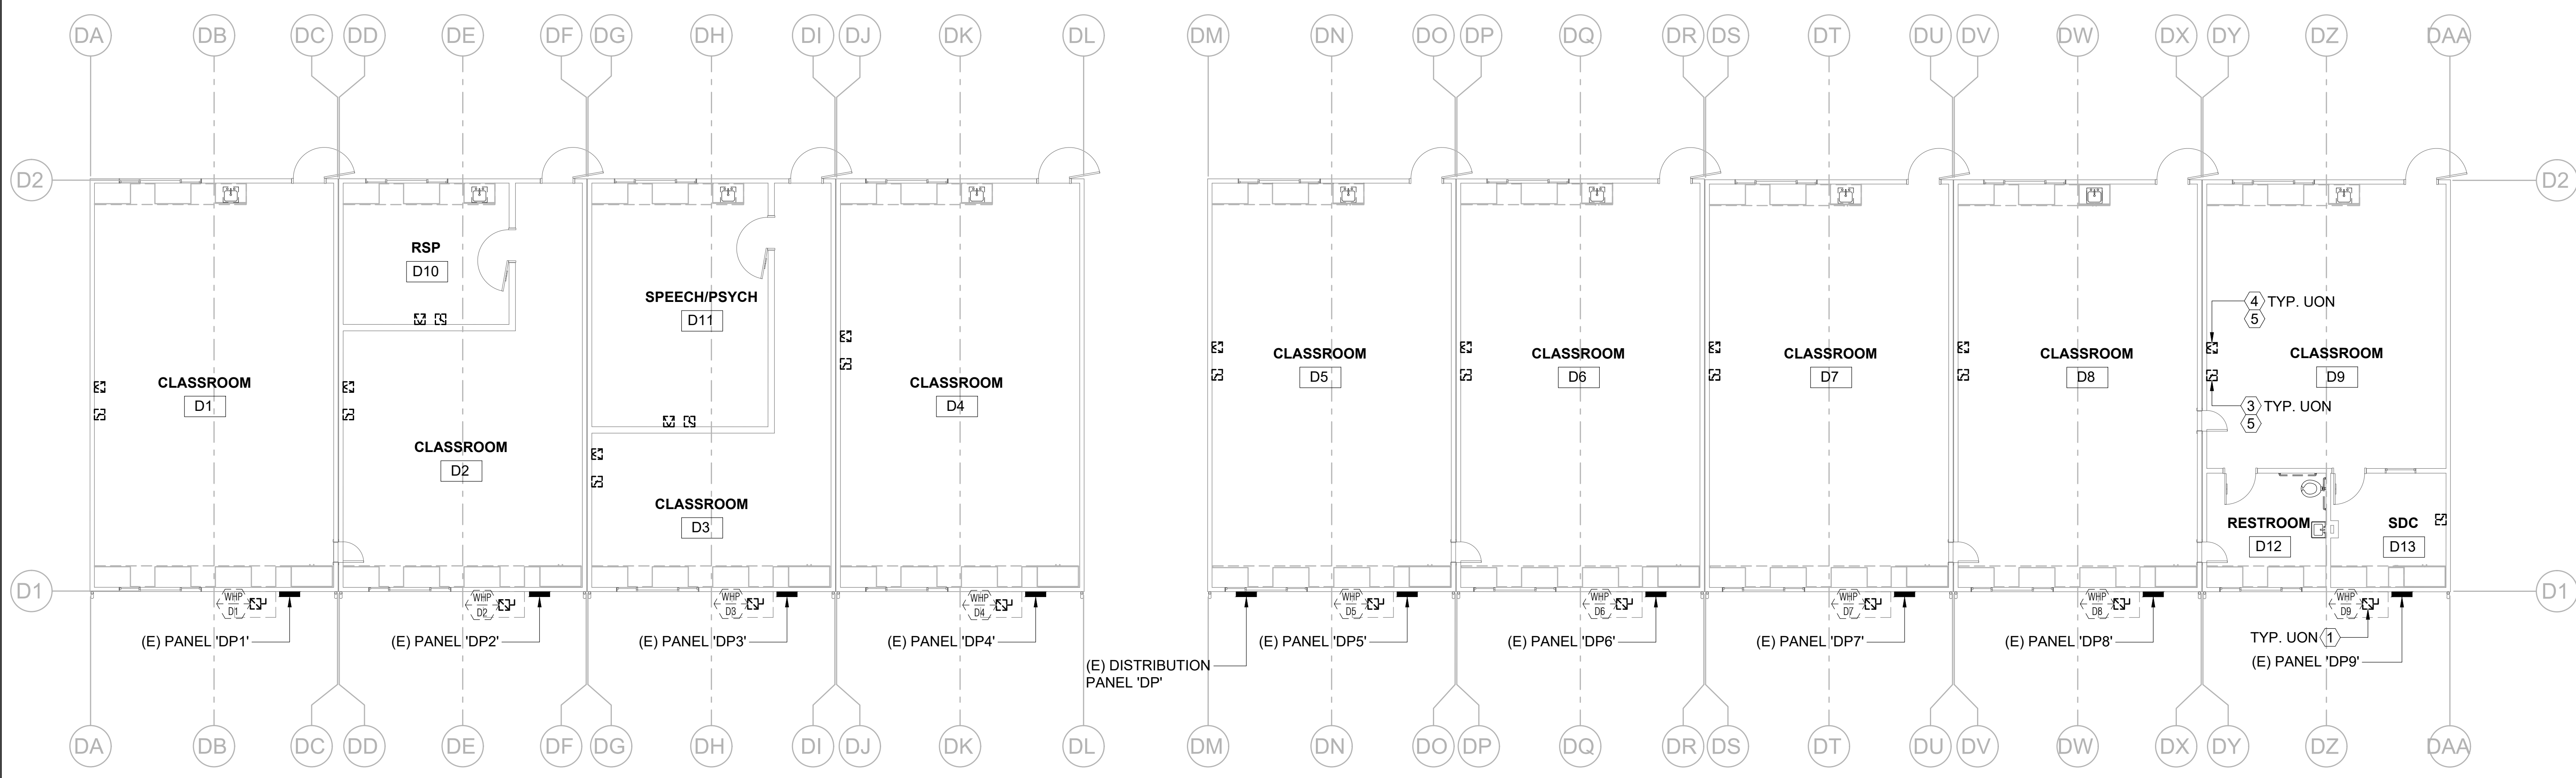 DA DB DC DD DE DF DG DH DI DJ DK DL DM DN DO DP DQ DR DS DT DU DV DW DX DY DZ DAA
D2 D2
RSP
D10
SPEECH/PSYCH
D11
CLASSROOM
D1
CLASSROOM
D2
CLASSROOM
D3
CLASSROOM
D4
CLASSROOM
D5
CLASSROOM
D6
CLASSROOM
D7
CLASSROOM
D8
4 TYP. UON
5
CLASSROOM
D9
3 TYP. UON
5
RESTROOM
D12
SDC
D13
D1 D1
WHP
D1
WHP
D2
WHP
D3
WHP
D4
WHP
D5
WHP
D6
WHP
D7
WHP
D8
WHP
D9
(E) PANEL 'DP1'
(E) PANEL 'DP2'
(E) PANEL 'DP3'
(E) PANEL 'DP4'
(E) DISTRIBUTION
PANEL 'DP'
(E) PANEL 'DP5'
(E) PANEL 'DP6'
(E) PANEL 'DP7'
(E) PANEL 'DP8'
TYP. UON 1
(E) PANEL 'DP9'
DA DB DC DD DE DF DG DH DI DJ DK DL DM DN DO DP DQ DR DS DT DU DV DW DX DY DZ DAA